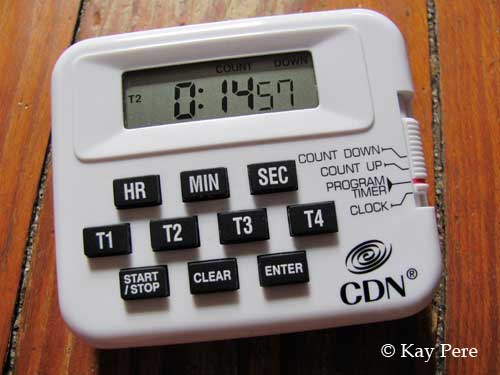 COUNT DOWN
T2 0:14 57
COUNT DOWN
COUNT UP
PROGRAM
TIMER
CLOCK
HR MIN SEC
T1 T2 T3 T4
START
/STOP
CLEAR ENTER
CDN®
© Kay Pere